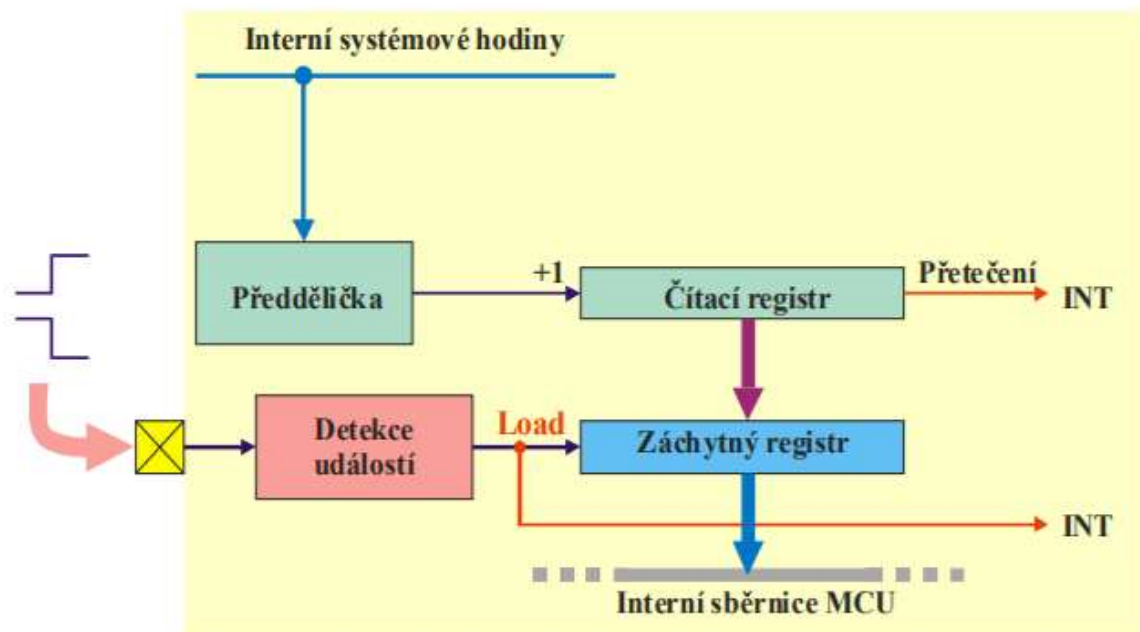 Interní systémové hodiny
Předdělička
+1
Čítací registr
Přetečení
INT
Detekce
událostí
Load
Záchytný registr
INT
Interní sběrnice MCU